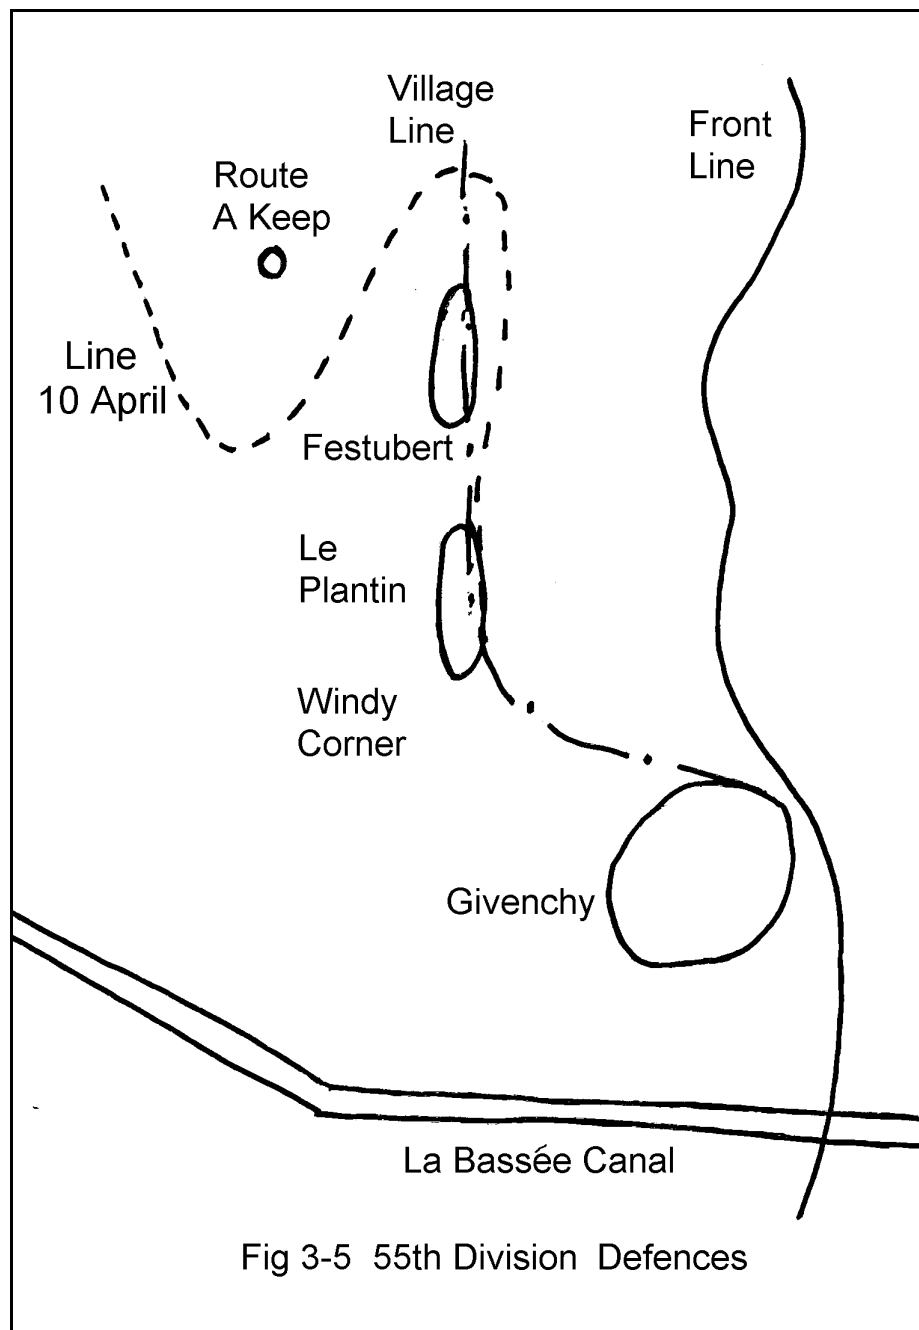 Village
Line
Front
Line
Route
A Keep
Line
10 April
Festubert
Le
Plantin
Windy
Corner
Givenchy
La Bassée Canal
Fig 3-5 55th Division Defences